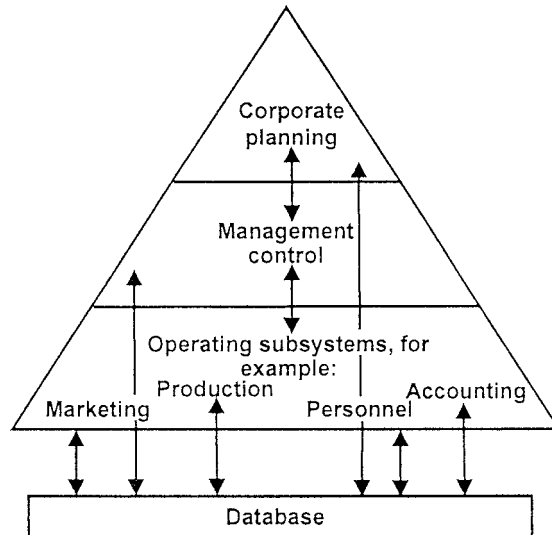 Corporate
planning
Management
control
Operating subsystems, for
example:
Production
Accounting
Marketing
Personnel
Database